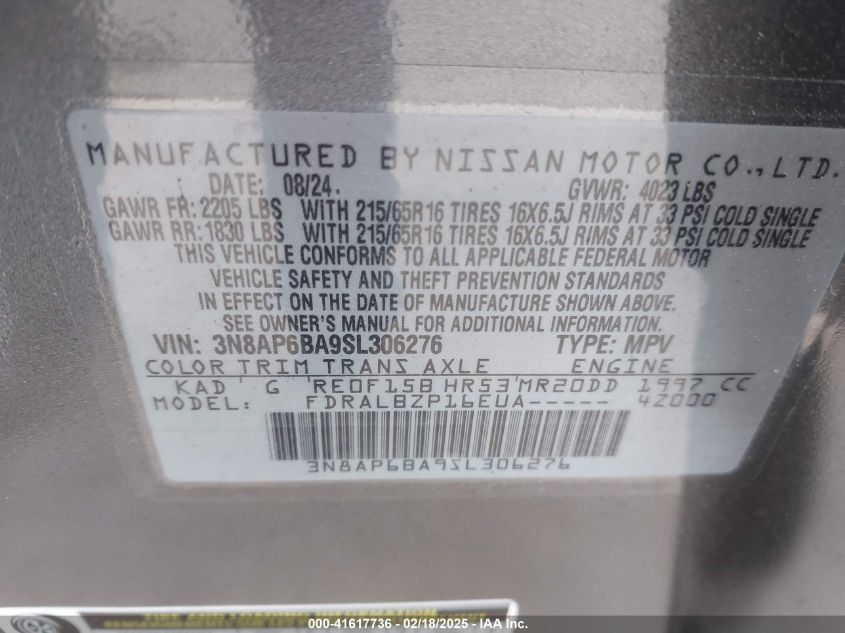 MANUFACTURED BY NISSAN MOTOR CO., LTD.
DATE: 08/24. GVWR: 4023 LBS
GAWR FR: 2205 LBS WITH 215/65R16 TIRES 16X6.5J RIMS AT 33 PSI COLD SINGLE
GAWR RR: 1830 LBS WITH 215/65R16 TIRES 16X6.5J RIMS AT 33 PSI COLD SINGLE
THIS VEHICLE CONFORMS TO ALL APPLICABLE FEDERAL MOTOR
VEHICLE SAFETY AND THEFT PREVENTION STANDARDS
IN EFFECT ON THE DATE OF MANUFACTURE SHOWN ABOVE.
SEE OWNER'S MANUAL FOR ADDITIONAL INFORMATION.
VIN: 3N8AP6BA9SL306276 TYPE: MPV
COLOR TRIM TRANS AXLE ENGINE
KAD G RE0F15B HR53 MR20DD 1997 CC
MODEL: FDRALBZP16EUA----- 4Z000
3N8AP6BA9SL306276
TIRE AND LOADING INFORMATION
000-41617736 - 02/18/2025 - IAA Inc.